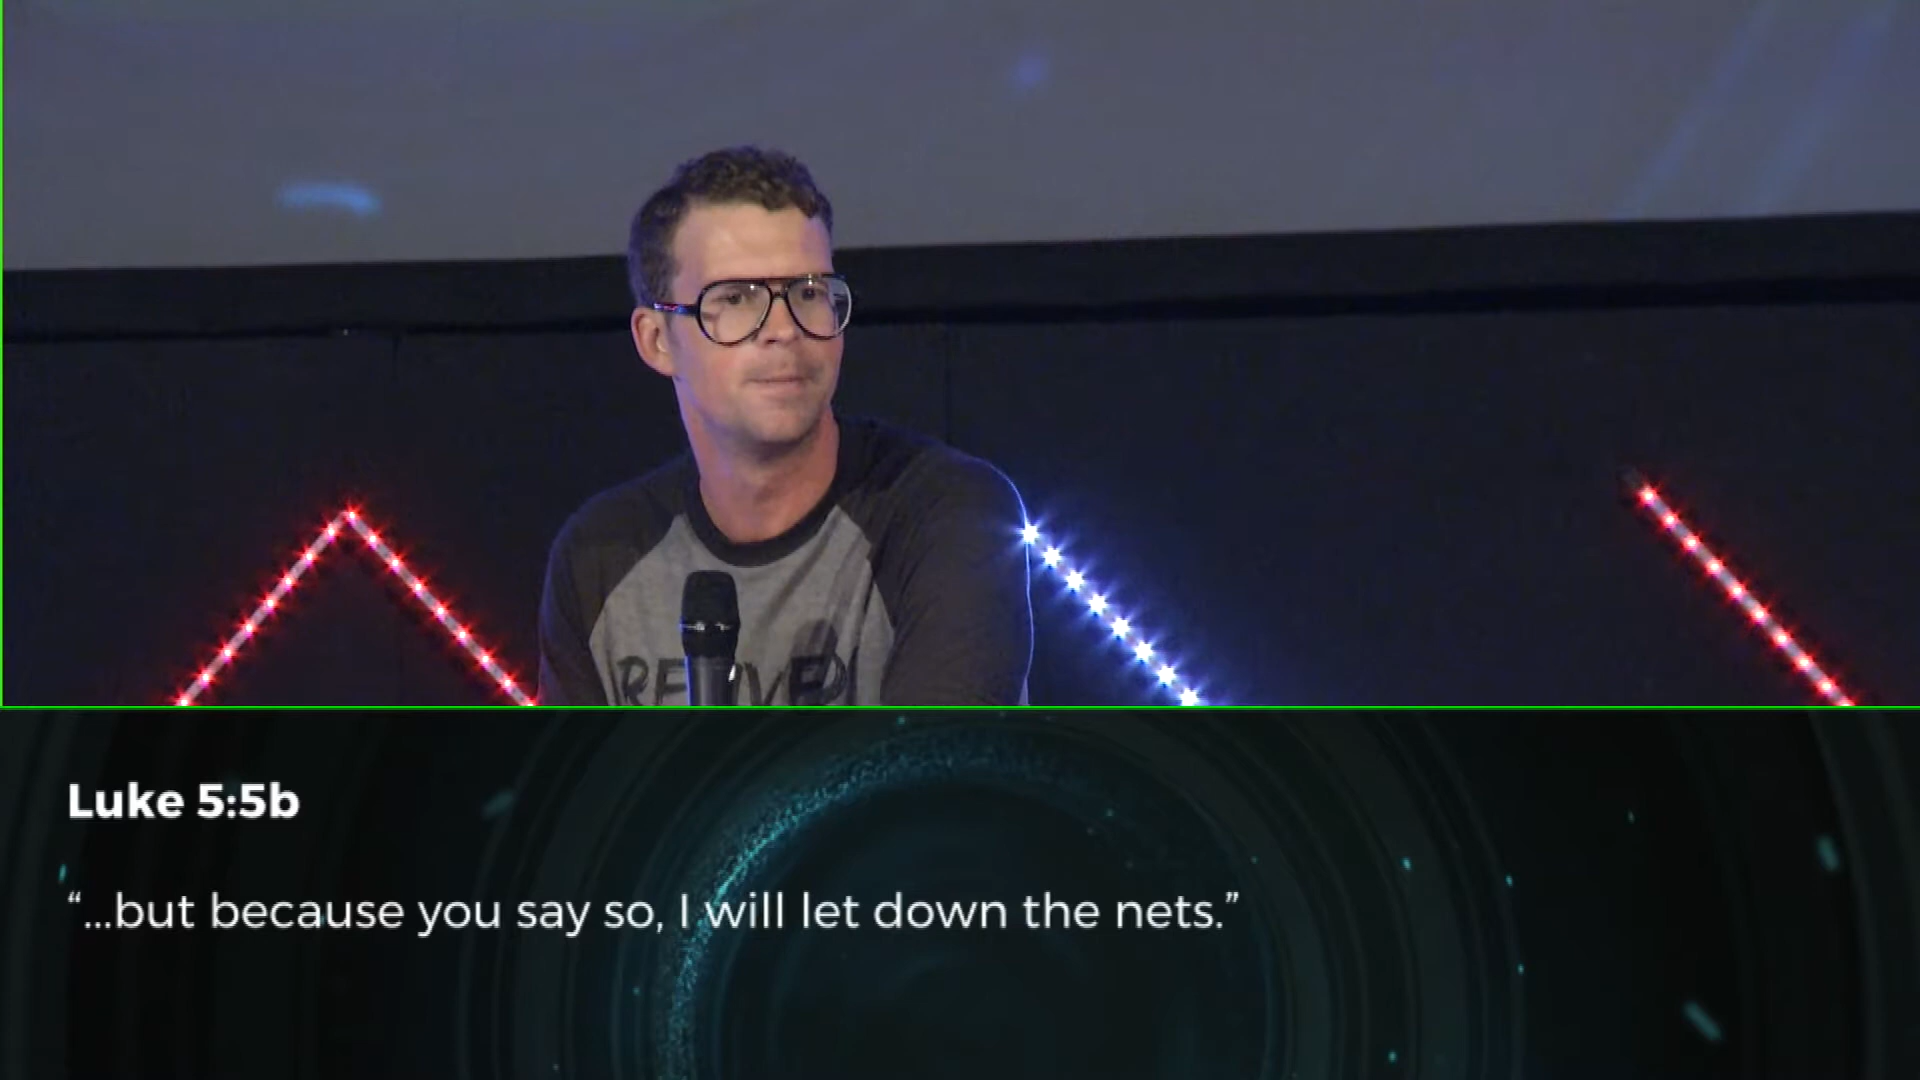 Luke 5:5b
“...but because you say so, I will let down the nets.”